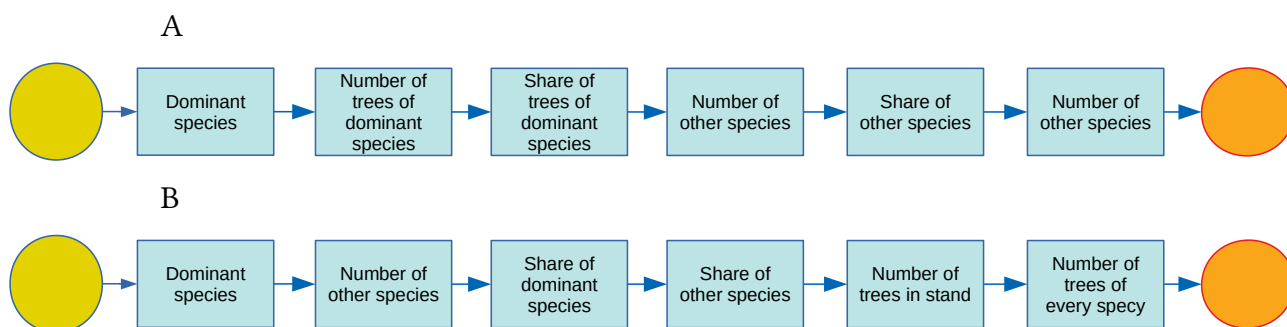 A
Dominant
species
Number of
trees of
dominant
species
Share of
trees of
dominant
species
Number of
other species
Share of
other species
Number of
other species
B
Dominant
species
Number of
other species
Share of
dominant
species
Share of
other species
Number of
trees in stand
Number of
trees of
every specy